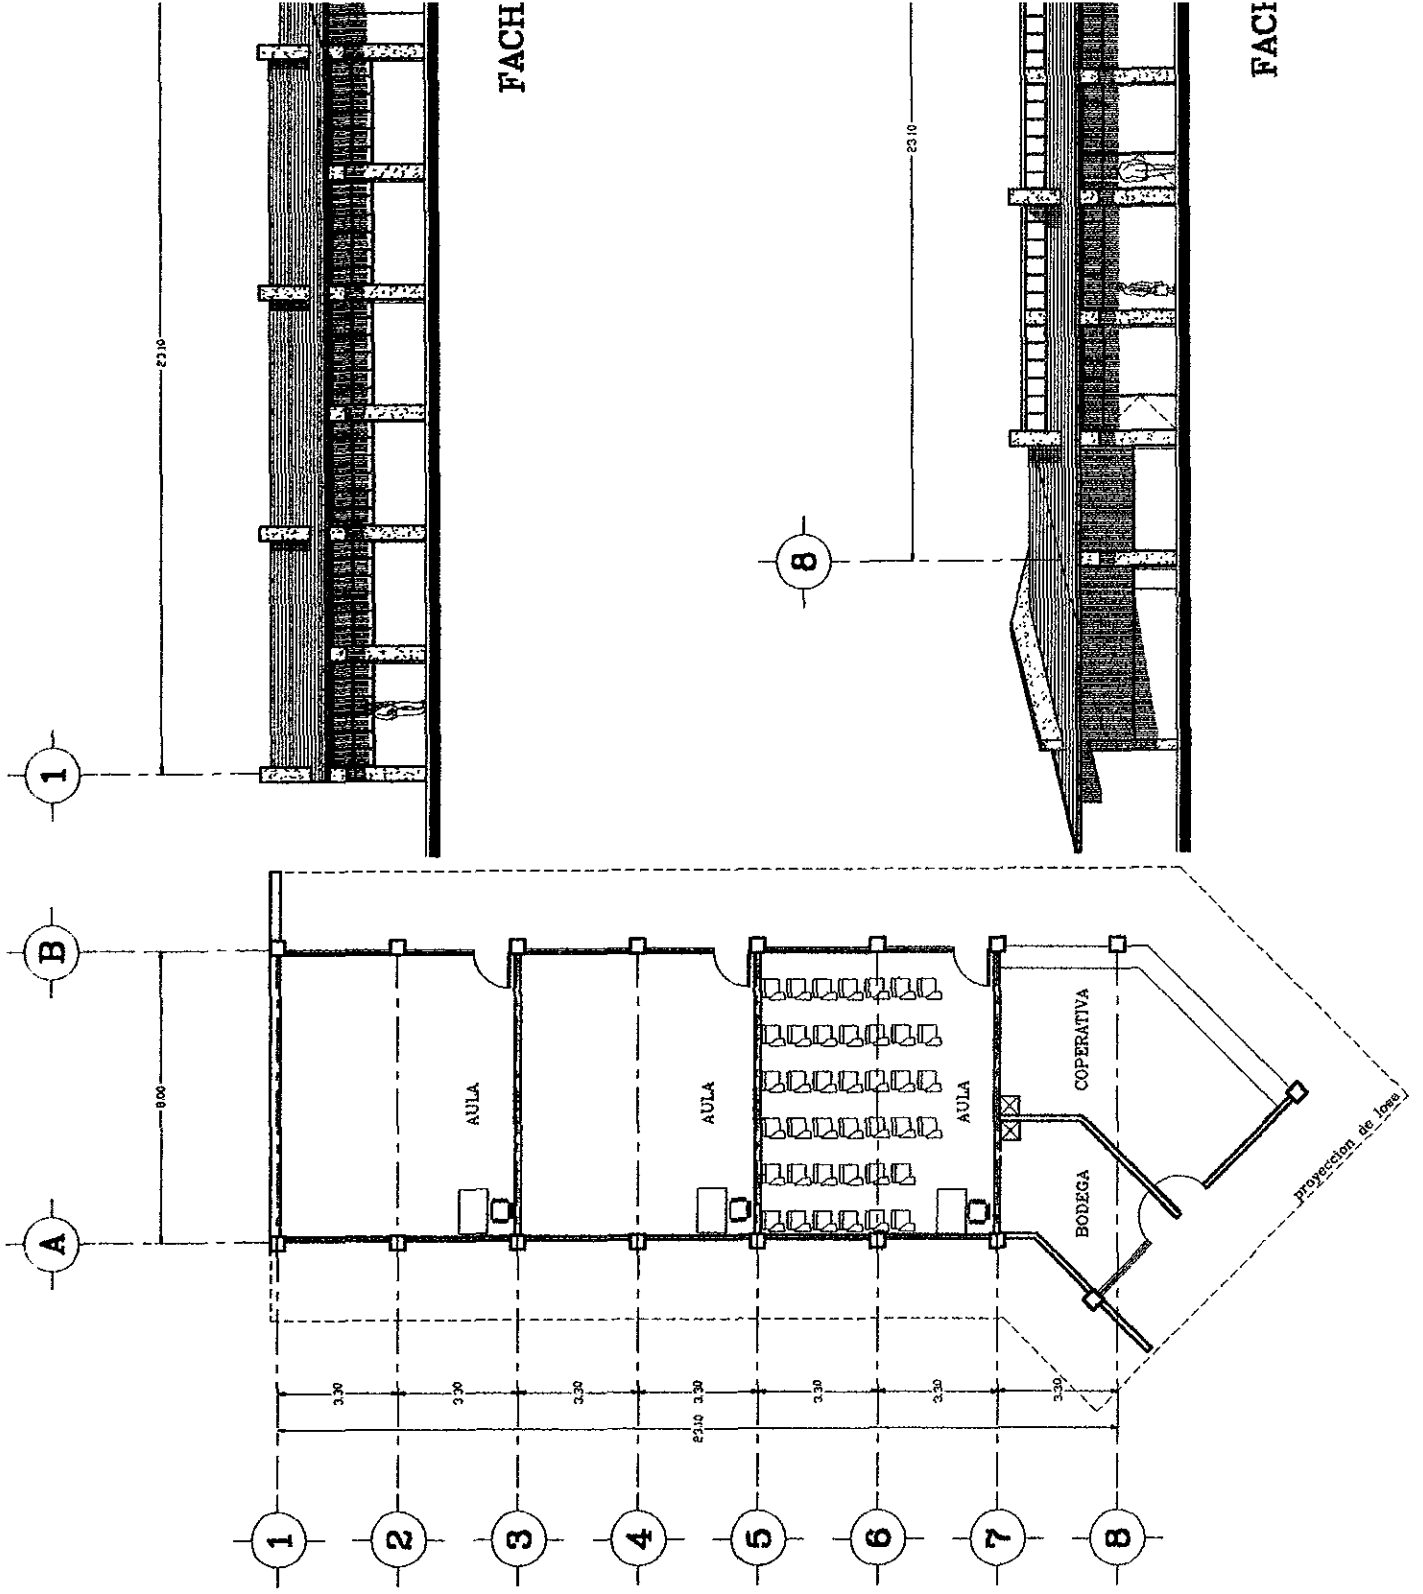 FACH
FACH
23.10
23.10
1
8
B
A
8.00
AULA
AULA
AULA
COPERATIVA
BODEGA
proyeccion de losa
3.30
3.30
3.30
3.30
3.30
3.30
3.30
23.10
1
2
3
4
5
6
7
8